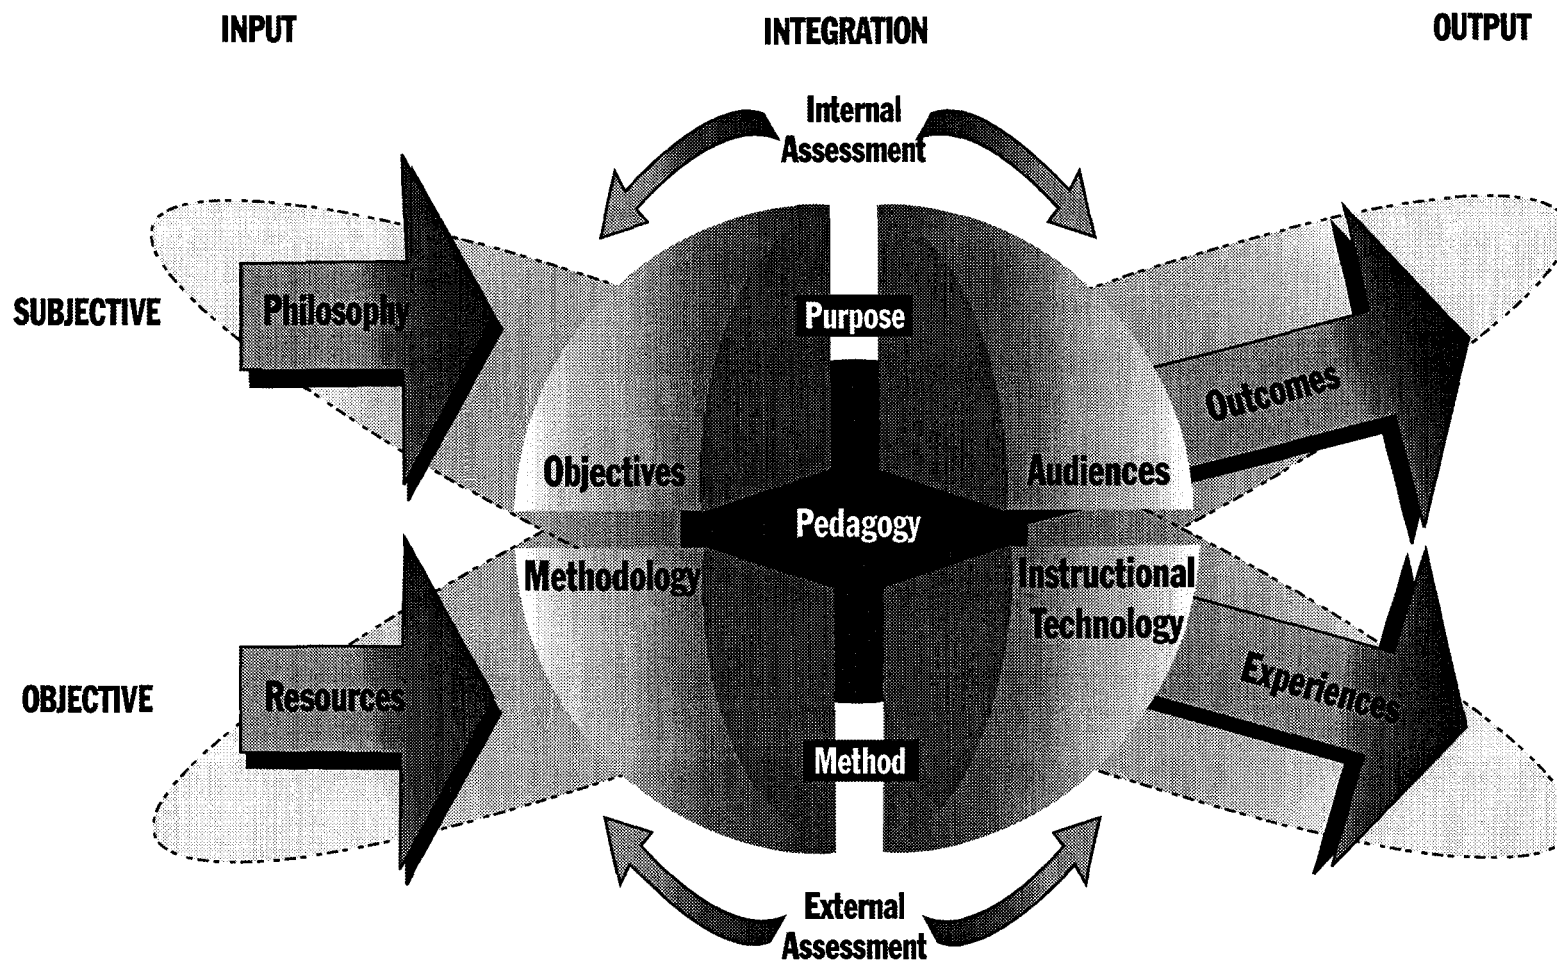 INPUT
INTEGRATION
OUTPUT
Internal
Assessment
SUBJECTIVE
Philosophy
Purpose
Outcomes
Objectives
Audiences
Pedagogy
Methodology
Instructional
Technology
OBJECTIVE
Resources
Experiences
Method
External
Assessment